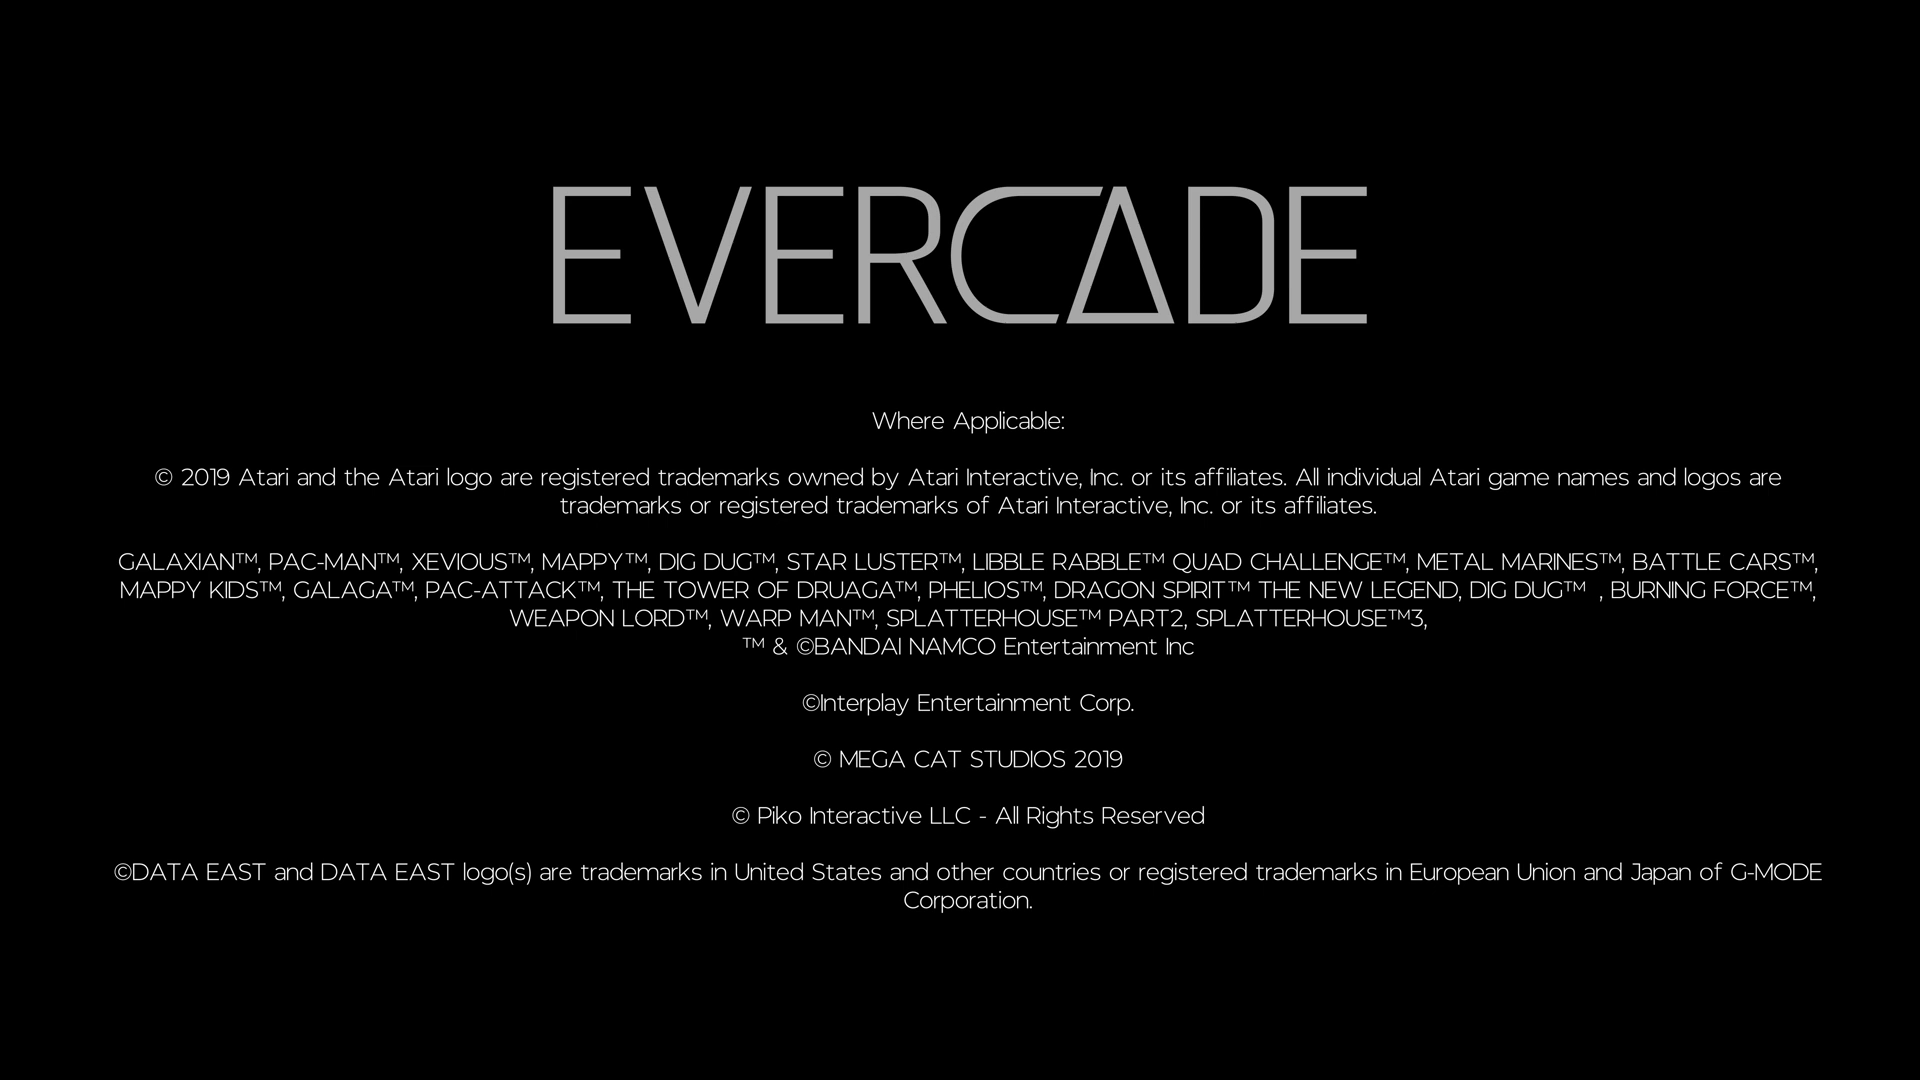 EVERCADE
Where Applicable:
© 2019 Atari and the Atari logo are registered trademarks owned by Atari Interactive, Inc. or its affiliates. All individual Atari game names and logos are
trademarks or registered trademarks of Atari Interactive, Inc. or its affiliates.
GALAXIAN™, PAC-MAN™, XEVIOUS™, MAPPY™, DIG DUG™, STAR LUSTER™, LIBBLE RABBLE™ QUAD CHALLENGE™, METAL MARINES™, BATTLE CARS™,
MAPPY KIDS™, GALAGA™, PAC-ATTACK™, THE TOWER OF DRUAGA™, PHELIOS™, DRAGON SPIRIT™ THE NEW LEGEND, DIG DUG™ , BURNING FORCE™,
WEAPON LORD™, WARP MAN™, SPLATTERHOUSE™ PART2, SPLATTERHOUSE™3,
™ & ©BANDAI NAMCO Entertainment Inc
©Interplay Entertainment Corp.
© MEGA CAT STUDIOS 2019
© Piko Interactive LLC - All Rights Reserved
©DATA EAST and DATA EAST logo(s) are trademarks in United States and other countries or registered trademarks in European Union and Japan of G-MODE
Corporation.